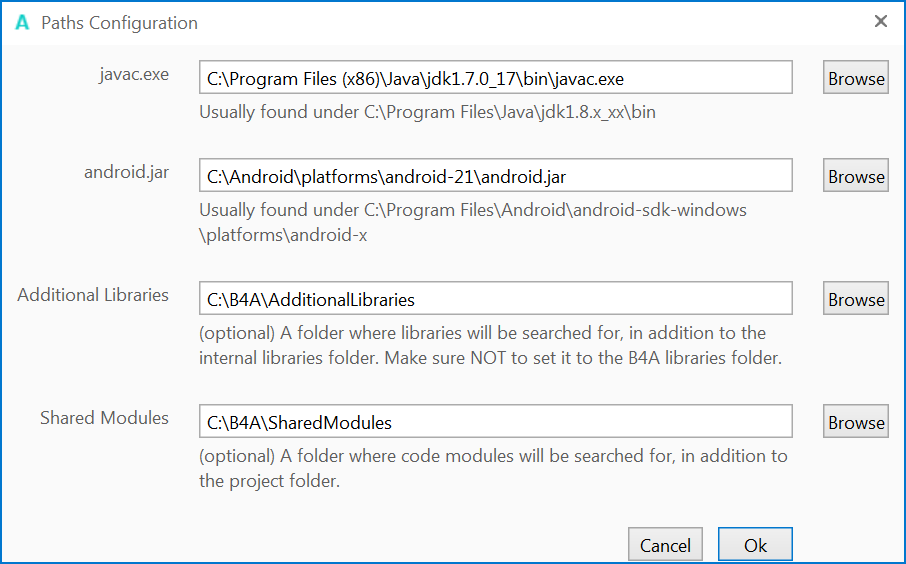 A Paths Configuration
javac.exe
C:\Program Files (x86)\Java\jdk1.7.0_17\bin\javac.exe
Browse
Usually found under C:\Program Files\Java\jdk1.8.x_xx\bin
android.jar
C:\Android\platforms\android-21\android.jar
Browse
Usually found under C:\Program Files\Android\android-sdk-windows
\platforms\android-x
Additional Libraries
C:\B4A\AdditionalLibraries
Browse
(optional) A folder where libraries will be searched for, in addition to the
internal libraries folder. Make sure NOT to set it to the B4A libraries folder.
Shared Modules
C:\B4A\SharedModules
Browse
(optional) A folder where code modules will be searched for, in addition to
the project folder.
Cancel
Ok